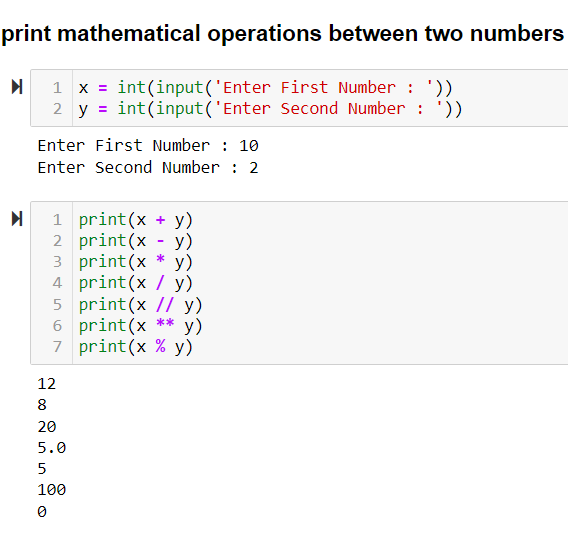 print mathematical operations between two numbers
1 x = int(input('Enter First Number : '))
2 y = int(input('Enter Second Number : '))
Enter First Number : 10
Enter Second Number : 2
1 print(x + y)
2 print(x - y)
3 print(x * y)
4 print(x / y)
5 print(x // y)
6 print(x ** y)
7 print(x % y)
12
8
20
5.0
5
100
0